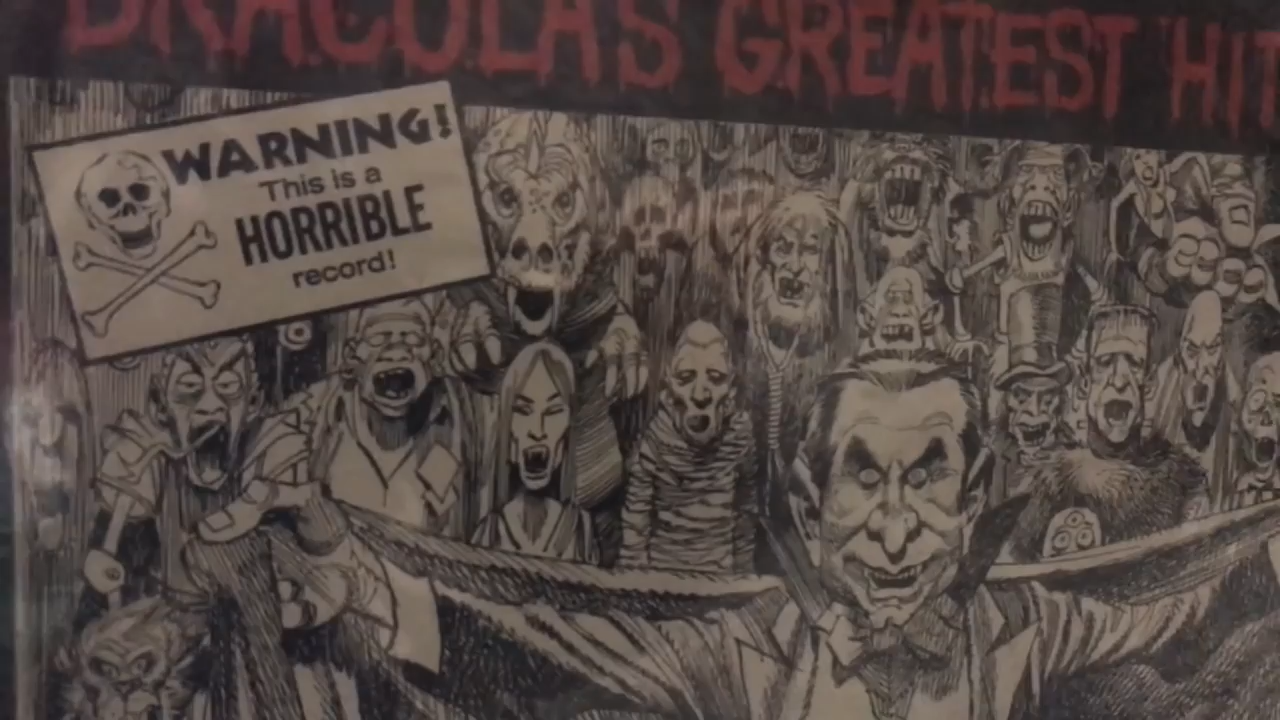 DRACULA'S GREATEST HIT
WARNING!
This is a
HORRIBLE
record!